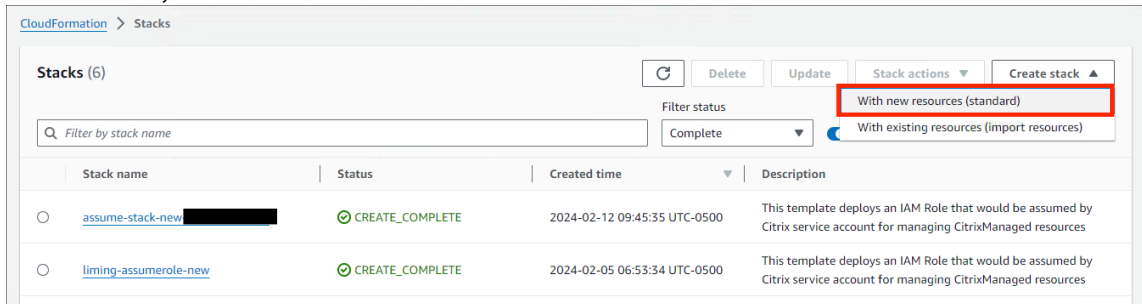 CloudFormation > Stacks
Stacks (6)
Delete
Update
Stack actions
Create stack
With new resources (standard)
Filter status
Filter by stack name
Complete
With existing resources (import resources)
Stack name
Status
Created time
Description
assume-stack-new-
CREATE_COMPLETE
2024-02-12 09:45:35 UTC-0500
This template deploys an IAM Role that would be assumed by
Citrix service account for managing CitrixManaged resources
liming-assumerole-new
CREATE_COMPLETE
2024-02-05 06:53:34 UTC-0500
This template deploys an IAM Role that would be assumed by
Citrix service account for managing CitrixManaged resources